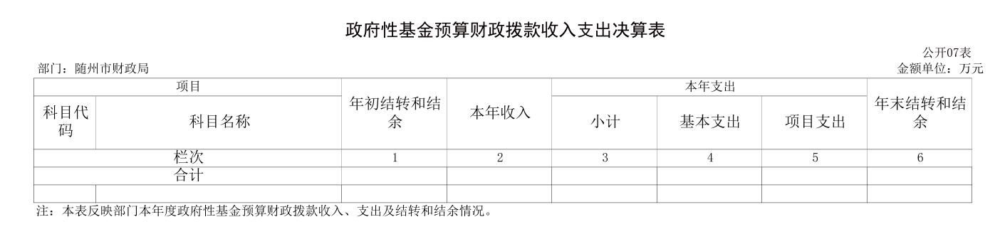 政府性基金预算财政拨款收入支出决算表
公开07表
部门：随州市财政局 金额单位：万元
项目 年初结转和结余 本年收入 本年支出 年末结转和结余
科目代码 科目名称 小计 基本支出 项目支出
栏次 1 2 3 4 5 6
合计
注：本表反映部门本年度政府性基金预算财政拨款收入、支出及结转和结余情况。